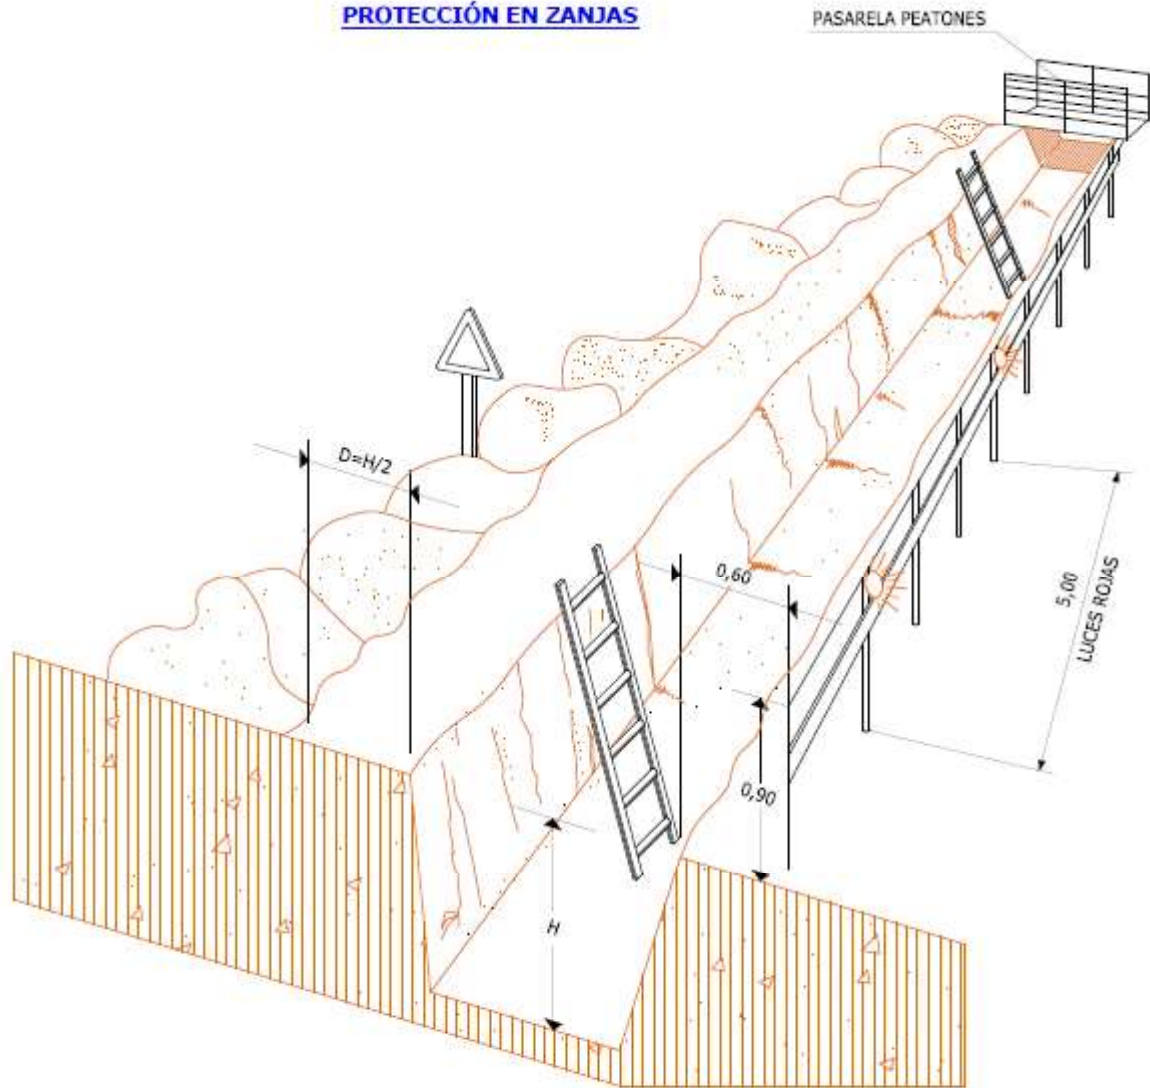 PROTECCIÓN EN ZANJAS
PASARELA PEATONES
D=H/2
0,60
5,00
LUCES ROJAS
0,90
H